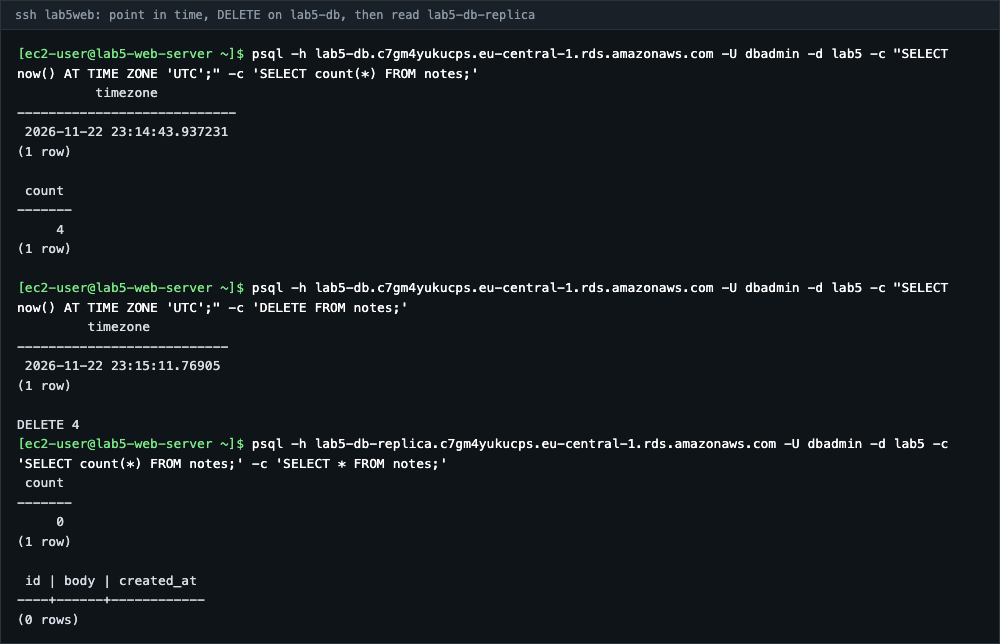 ssh lab5web: point in time, DELETE on lab5-db, then read lab5-db-replica
[ec2-user@lab5-web-server ~]$ psql -h lab5-db.c7gm4yukucps.eu-central-1.rds.amazonaws.com -U dbadmin -d lab5 -c "SELECT
now() AT TIME ZONE 'UTC';" -c 'SELECT count(*) FROM notes;'
          timezone
----------------------------
 2026-11-22 23:14:43.937231
(1 row)

 count
-------
     4
(1 row)

[ec2-user@lab5-web-server ~]$ psql -h lab5-db.c7gm4yukucps.eu-central-1.rds.amazonaws.com -U dbadmin -d lab5 -c "SELECT
now() AT TIME ZONE 'UTC';" -c 'DELETE FROM notes;'
         timezone
---------------------------
 2026-11-22 23:15:11.76905
(1 row)

DELETE 4
[ec2-user@lab5-web-server ~]$ psql -h lab5-db-replica.c7gm4yukucps.eu-central-1.rds.amazonaws.com -U dbadmin -d lab5 -c
'SELECT count(*) FROM notes;' -c 'SELECT * FROM notes;'
 count
-------
     0
(1 row)

 id | body | created_at
----+------+------------
(0 rows)